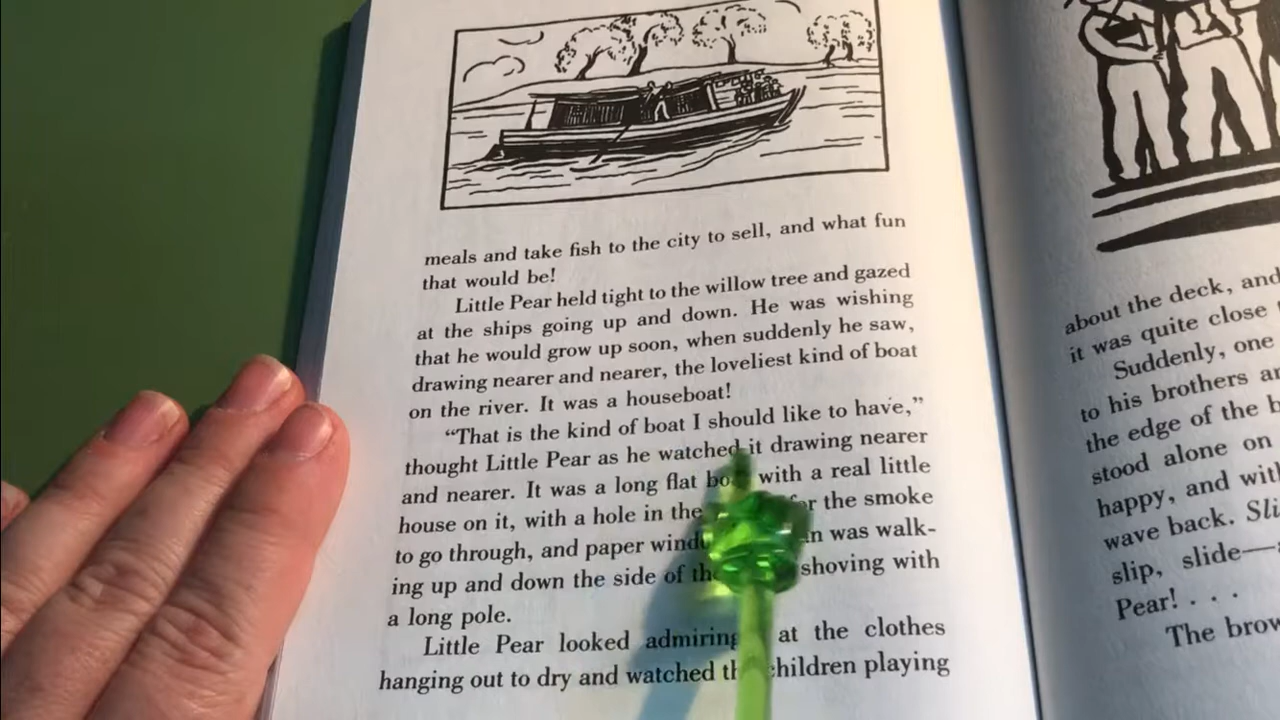 meals and take fish to the city to sell, and what fun
that would be!
Little Pear held tight to the willow tree and gazed
at the ships going up and down. He was wishing
that he would grow up soon, when suddenly he saw,
drawing nearer and nearer, the loveliest kind of boat
on the river. It was a houseboat!
“That is the kind of boat I should like to have,”
thought Little Pear as he watched it drawing nearer
and nearer. It was a long flat with a real little
house on it, with a hole in the for the smoke
to go through, and paper was walk-
ing up and down the side of shoving with
a long pole.
Little Pear looked at the clothes
hanging out to dry and watched children playing
about the deck, and
it was quite close
Suddenly, one
to his brothers
the edge of the
stood alone on
happy, and
wave back.
slip, slide—
Pear! . . .
The